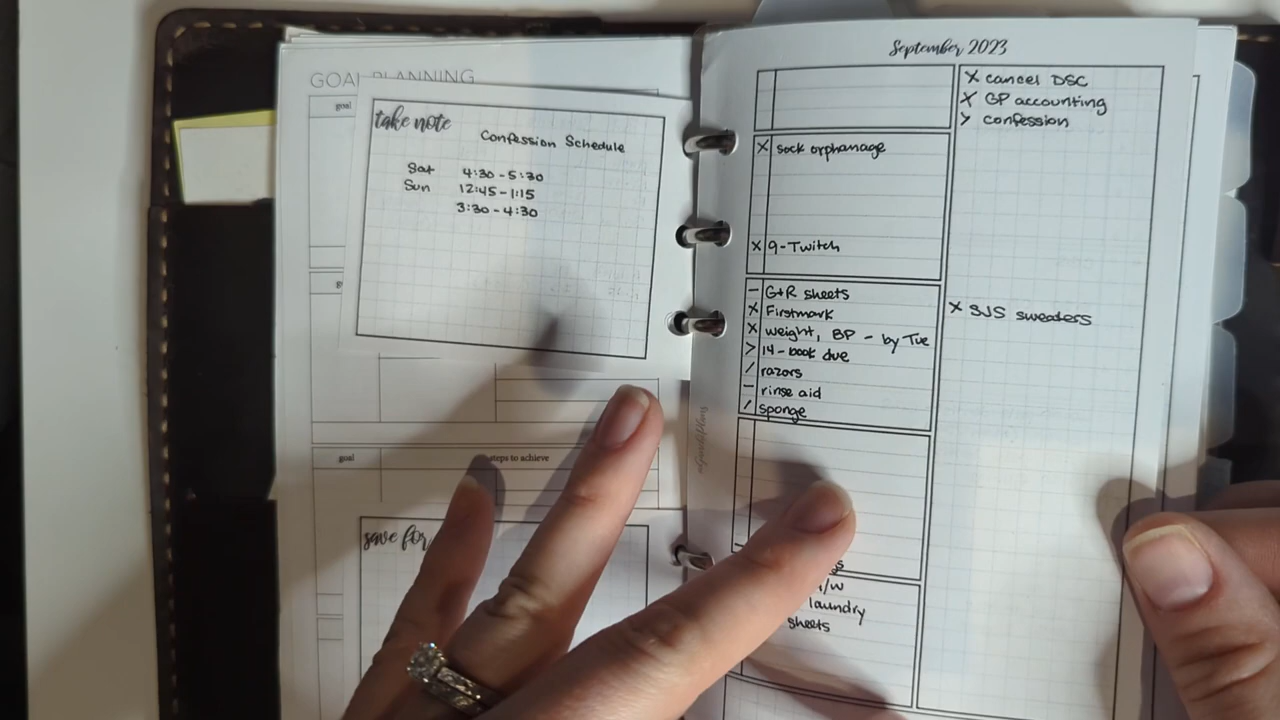 GOAL PLANNING
goal
take note
Confession Schedule
Sat 4:30-5:30
Sun 12:45-1:15
3:30-4:30
goal steps to achieve
save for
September 2023
X sock orphanage
X 9-Twitch
- G+R sheets
X Firstmark
X weight, BP - by Tue
> 14-book due
/ razors
- rinse aid
/ sponge
laundry
sheets
X cancel DSC
X GP accounting
> confession
X SJS sweaters